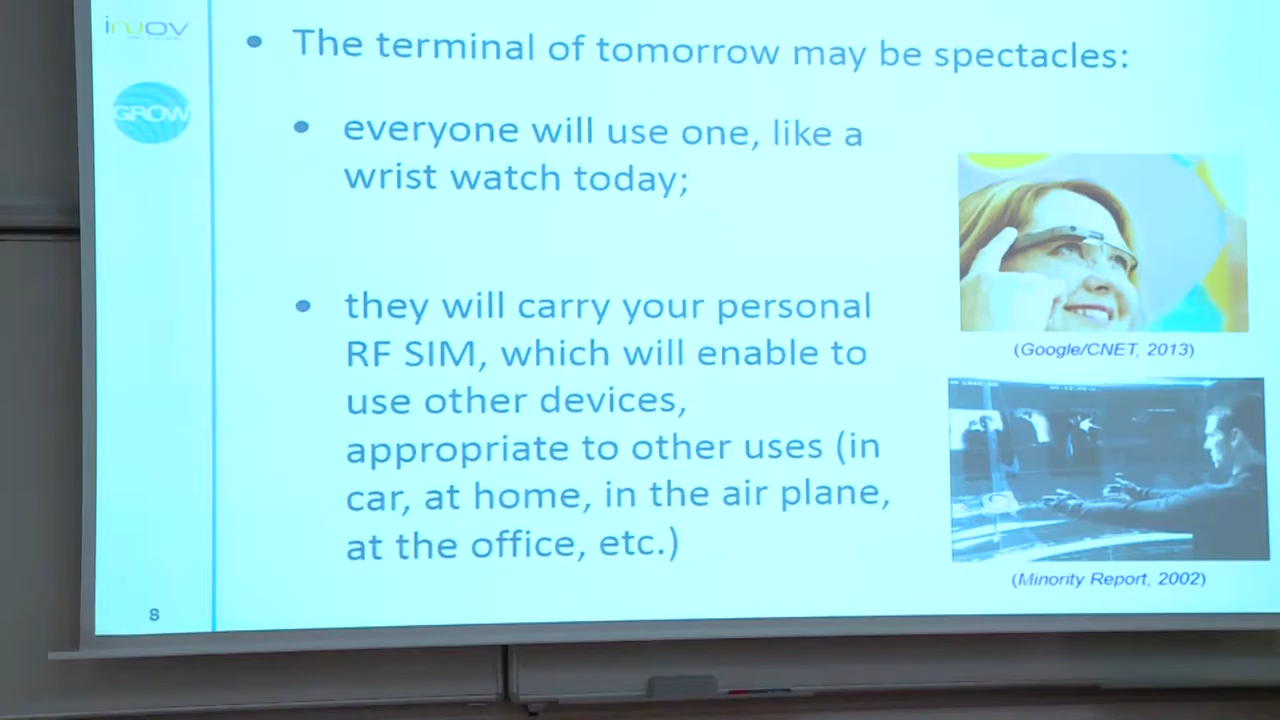 inov
GROW
The terminal of tomorrow may be spectacles:
everyone will use one, like a
wrist watch today;
they will carry your personal
RF SIM, which will enable to
use other devices,
appropriate to other uses (in
car, at home, in the air plane,
at the office, etc.)
(Google/CNET, 2013)
(Minority Report, 2002)
8